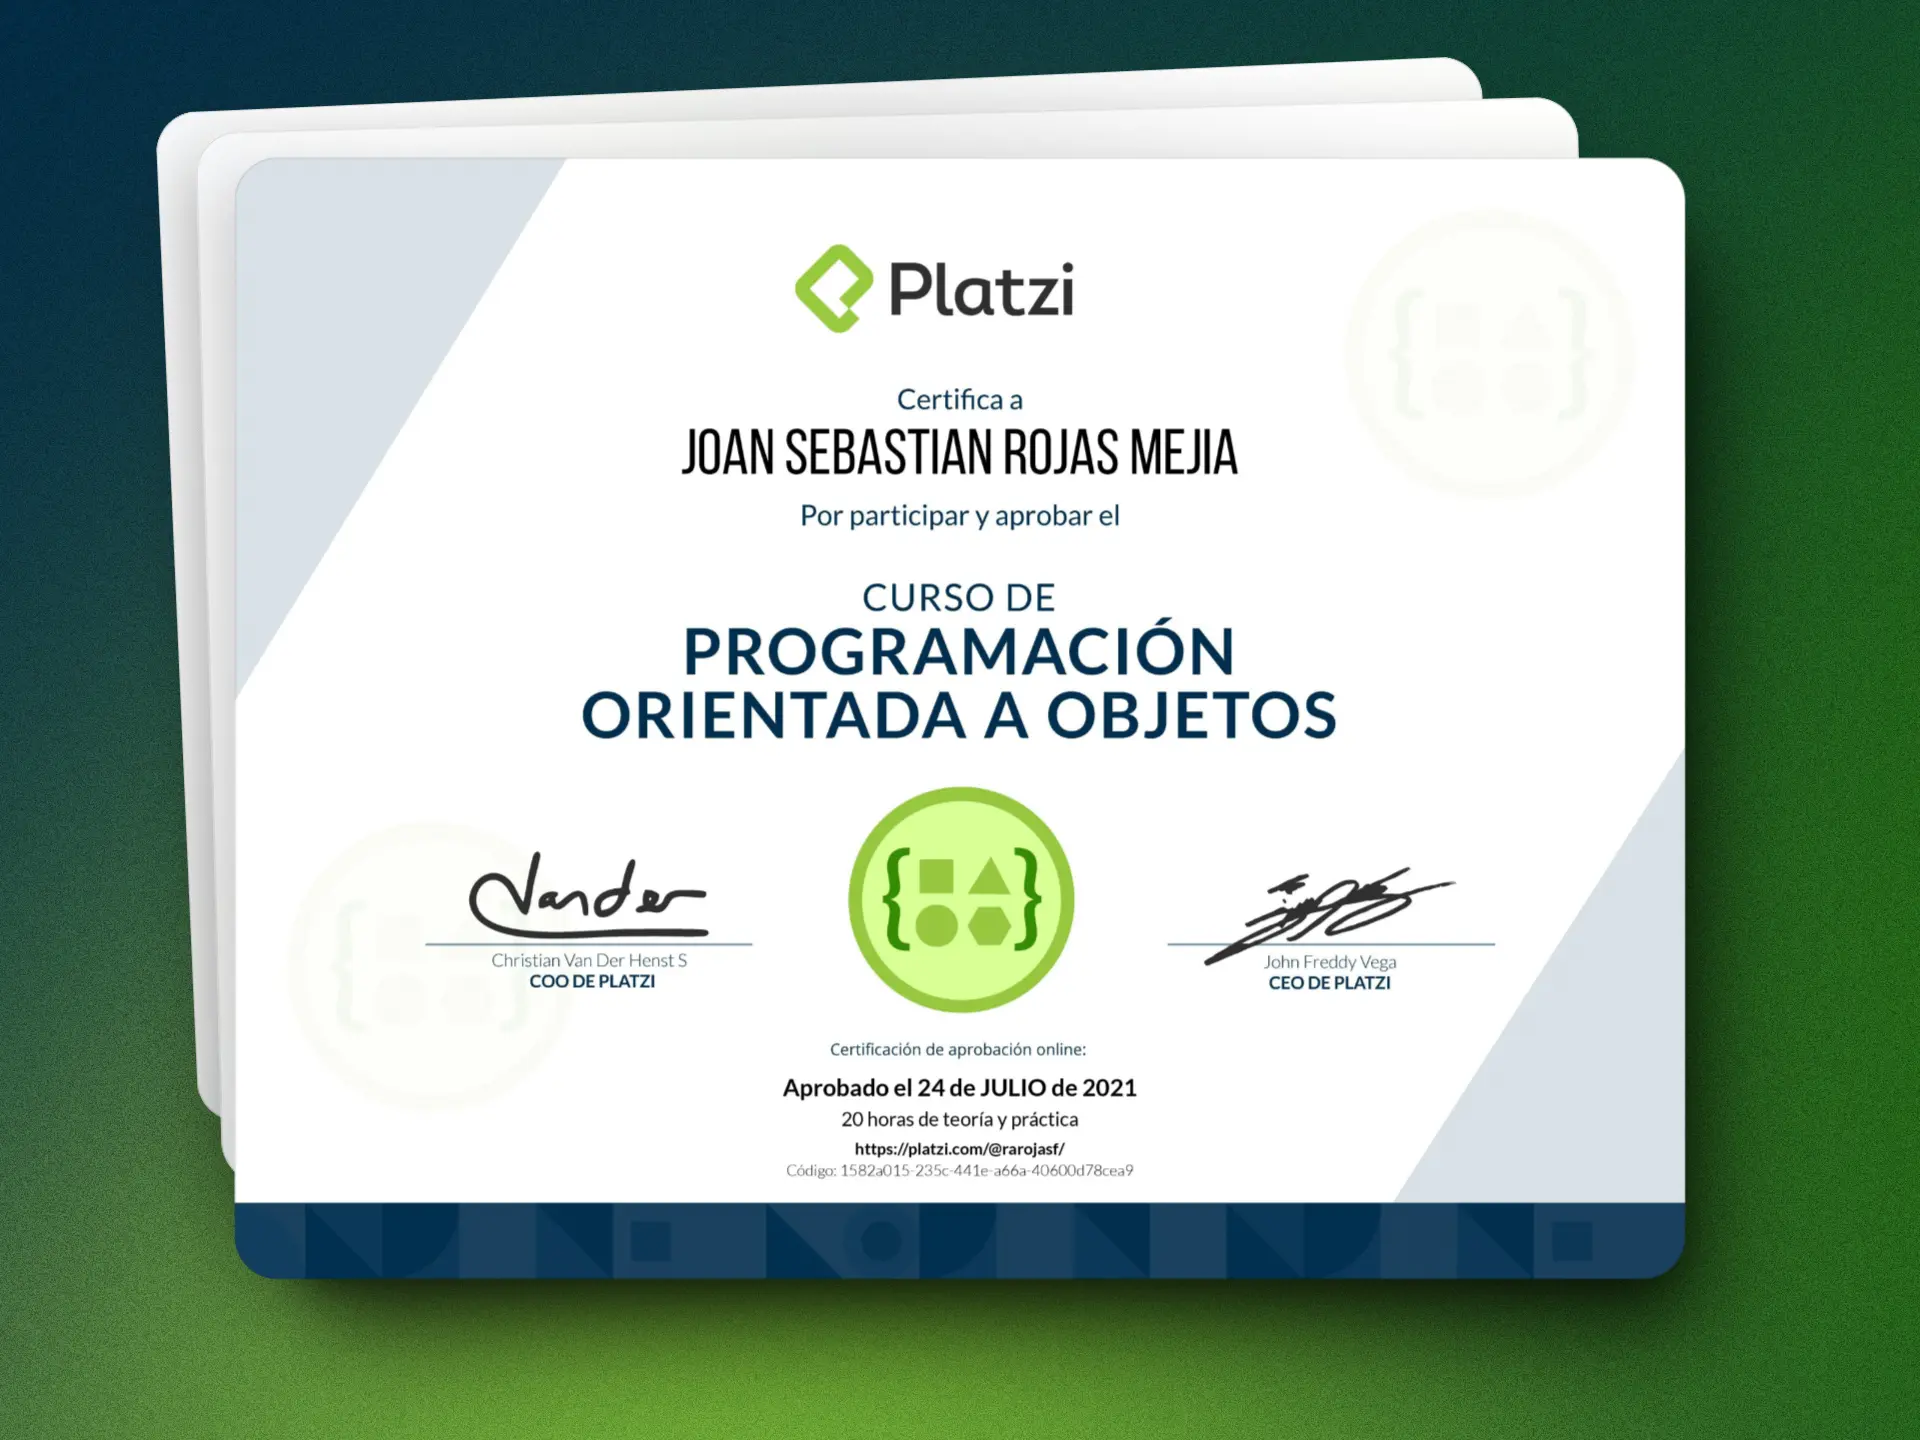 Platzi
Certifica a
JOAN SEBASTIAN ROJAS MEJIA
Por participar y aprobar el
CURSO DE
PROGRAMACIÓN
ORIENTADA A OBJETOS
Vander
Christian Van Der Henst S
COO DE PLATZI
John Freddy Vega
CEO DE PLATZI
Certificación de aprobación online:
Aprobado el 24 de JULIO de 2021
20 horas de teoría y práctica
https://platzi.com/@rarojasf/
Código: 1582a015-235c-441e-a66a-40600d78cea9